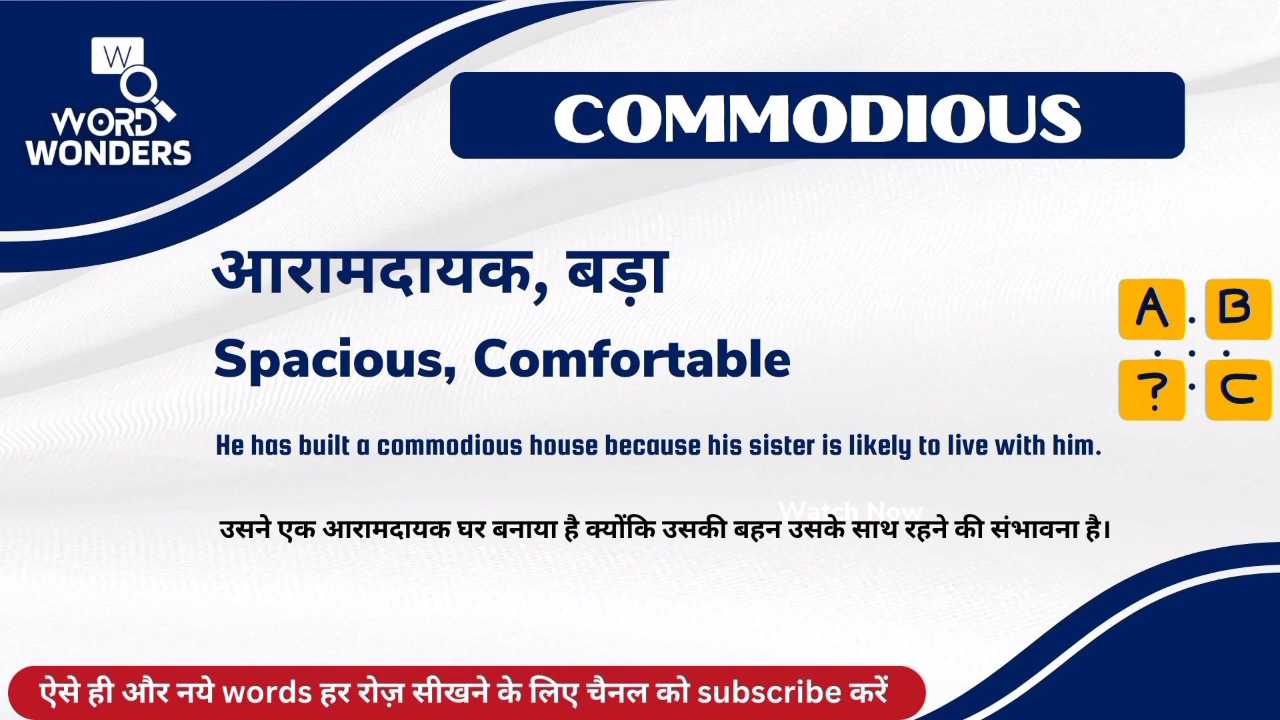 W
WORD
WONDERS
COMMODIOUS
आरामदायक, बड़ा
Spacious, Comfortable
A B
? C
He has built a commodious house because his sister is likely to live with him.
Watch Now
उसने एक आरामदायक घर बनाया है क्योंकि उसकी बहन उसके साथ रहने की संभावना है।
ऐसे ही और नये words हर रोज़ सीखने के लिए चैनल को subscribe करें